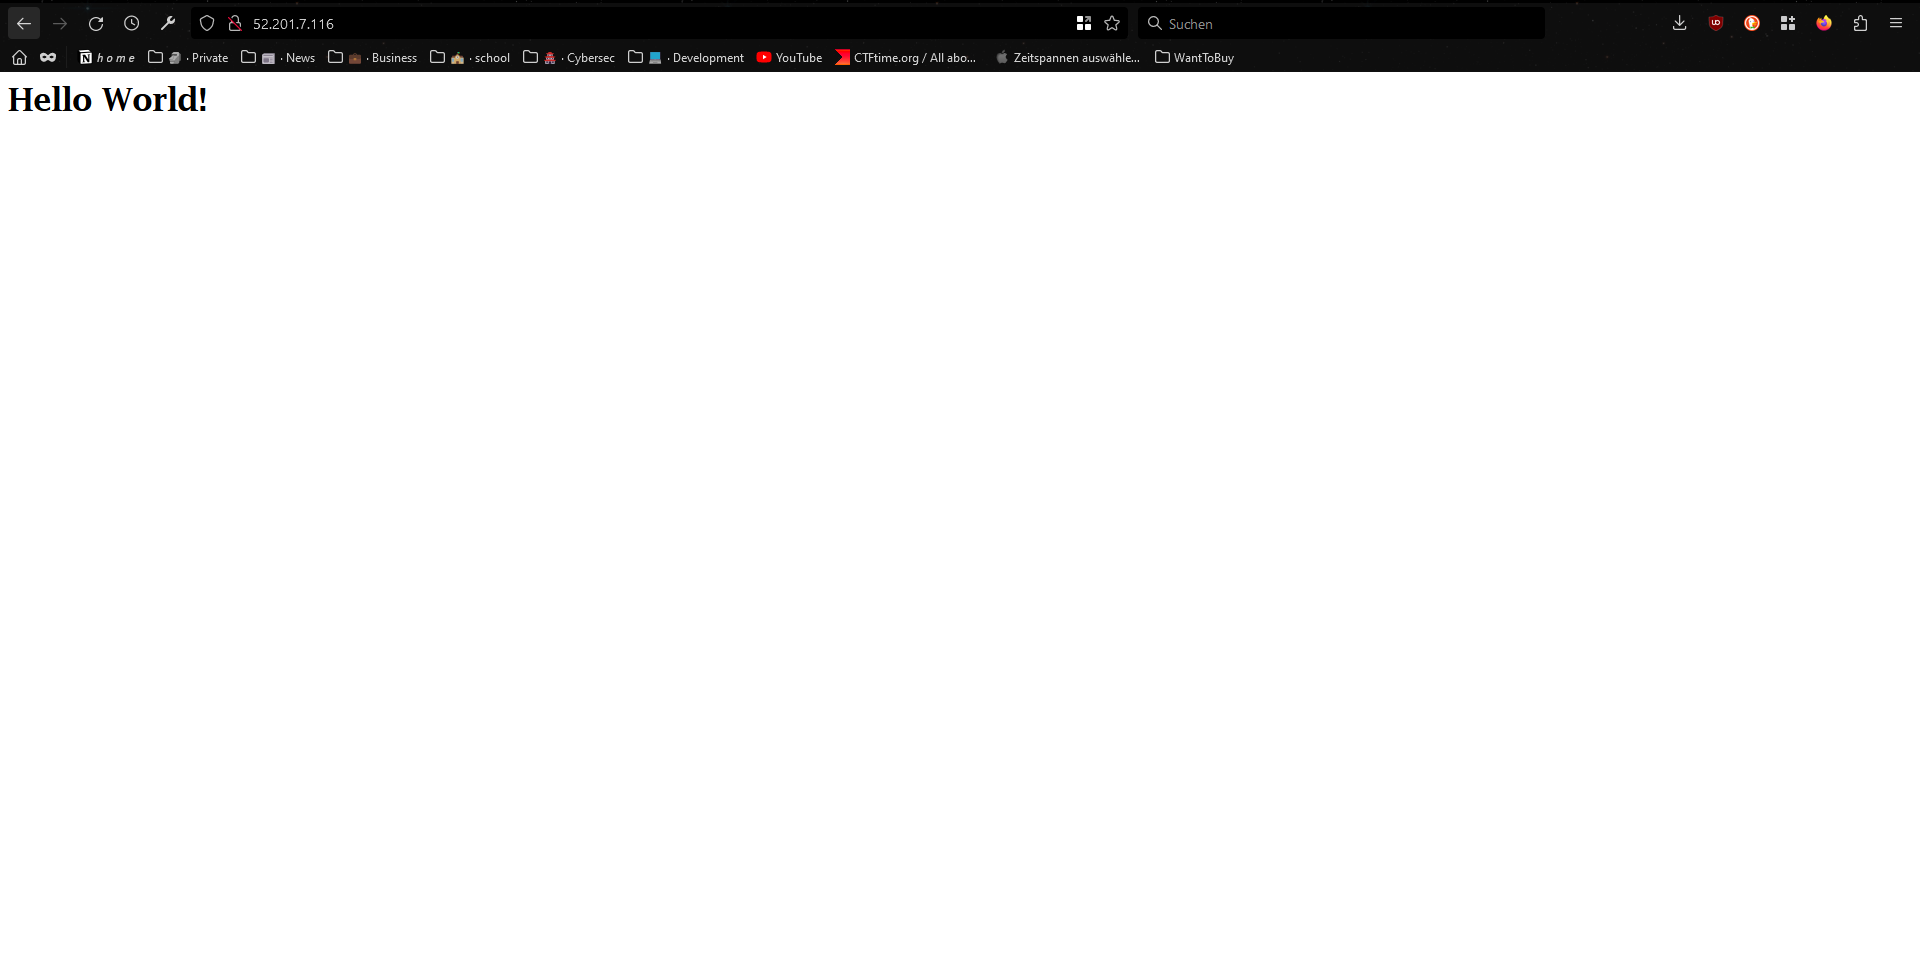 52.201.7.116
Suchen
home · Private · News · Business · school · Cybersec · Development YouTube CTFtime.org / All abo... Zeitspannen auswähle... WantToBuy
Hello World!